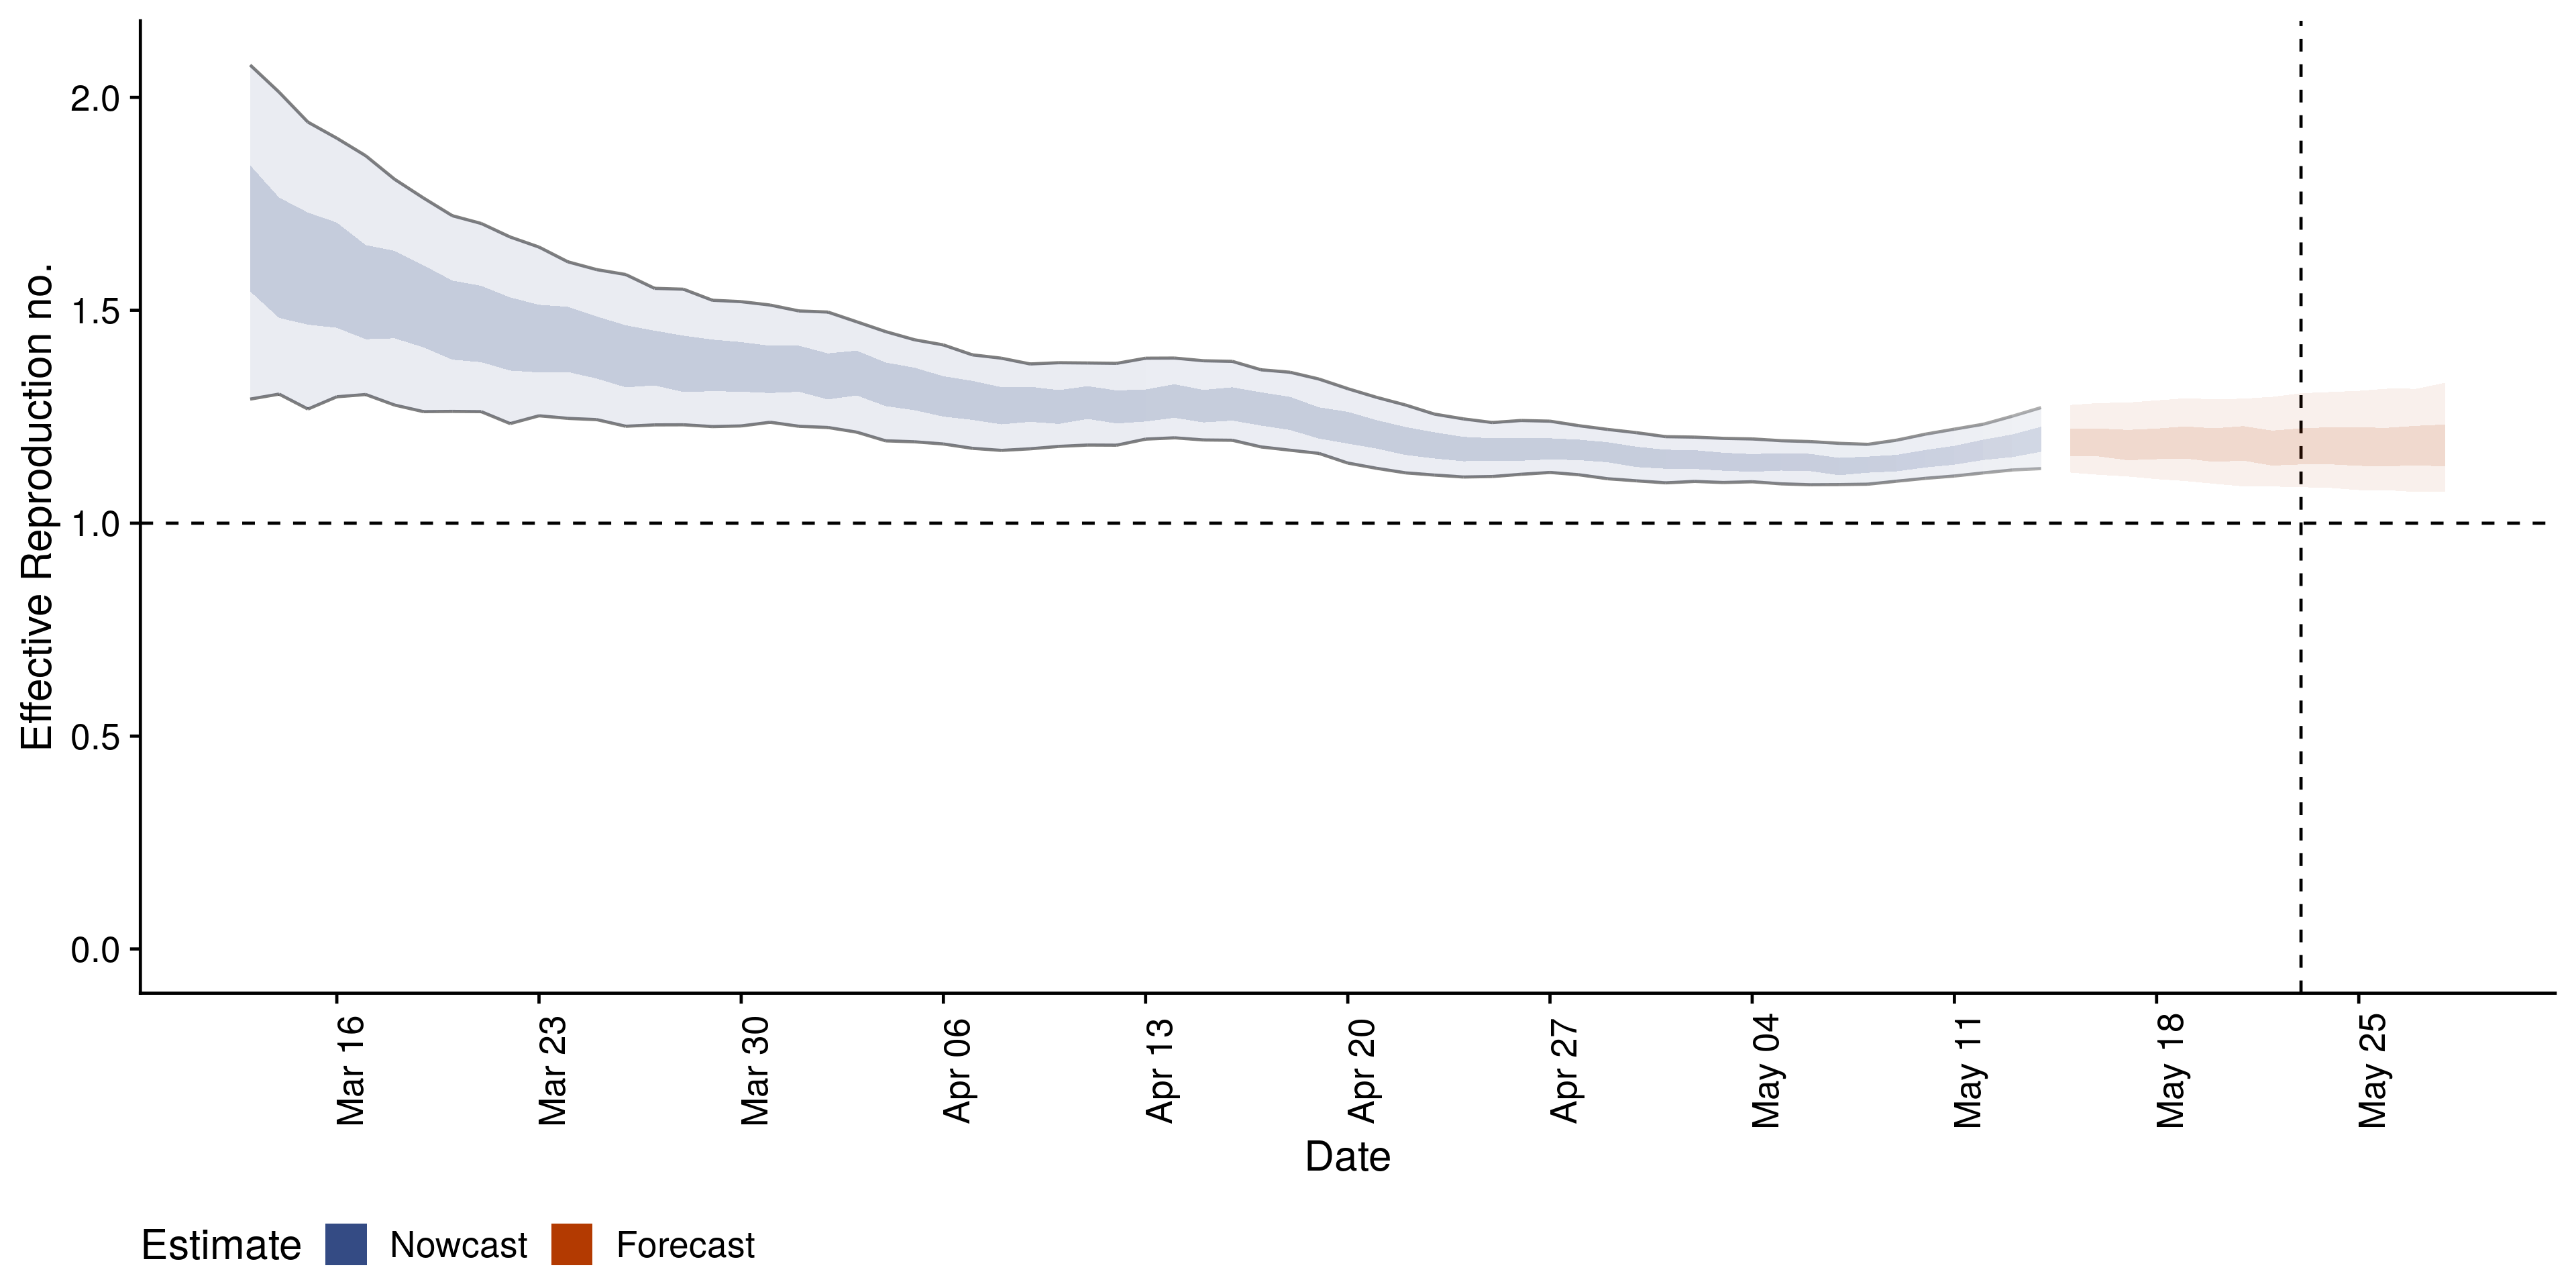 Effective Reproduction no.
2.0
1.5
1.0
0.5
0.0
Mar 16
Mar 23
Mar 30
Apr 06
Apr 13
Apr 20
Apr 27
May 04
May 11
May 18
May 25
Date
Estimate Nowcast Forecast